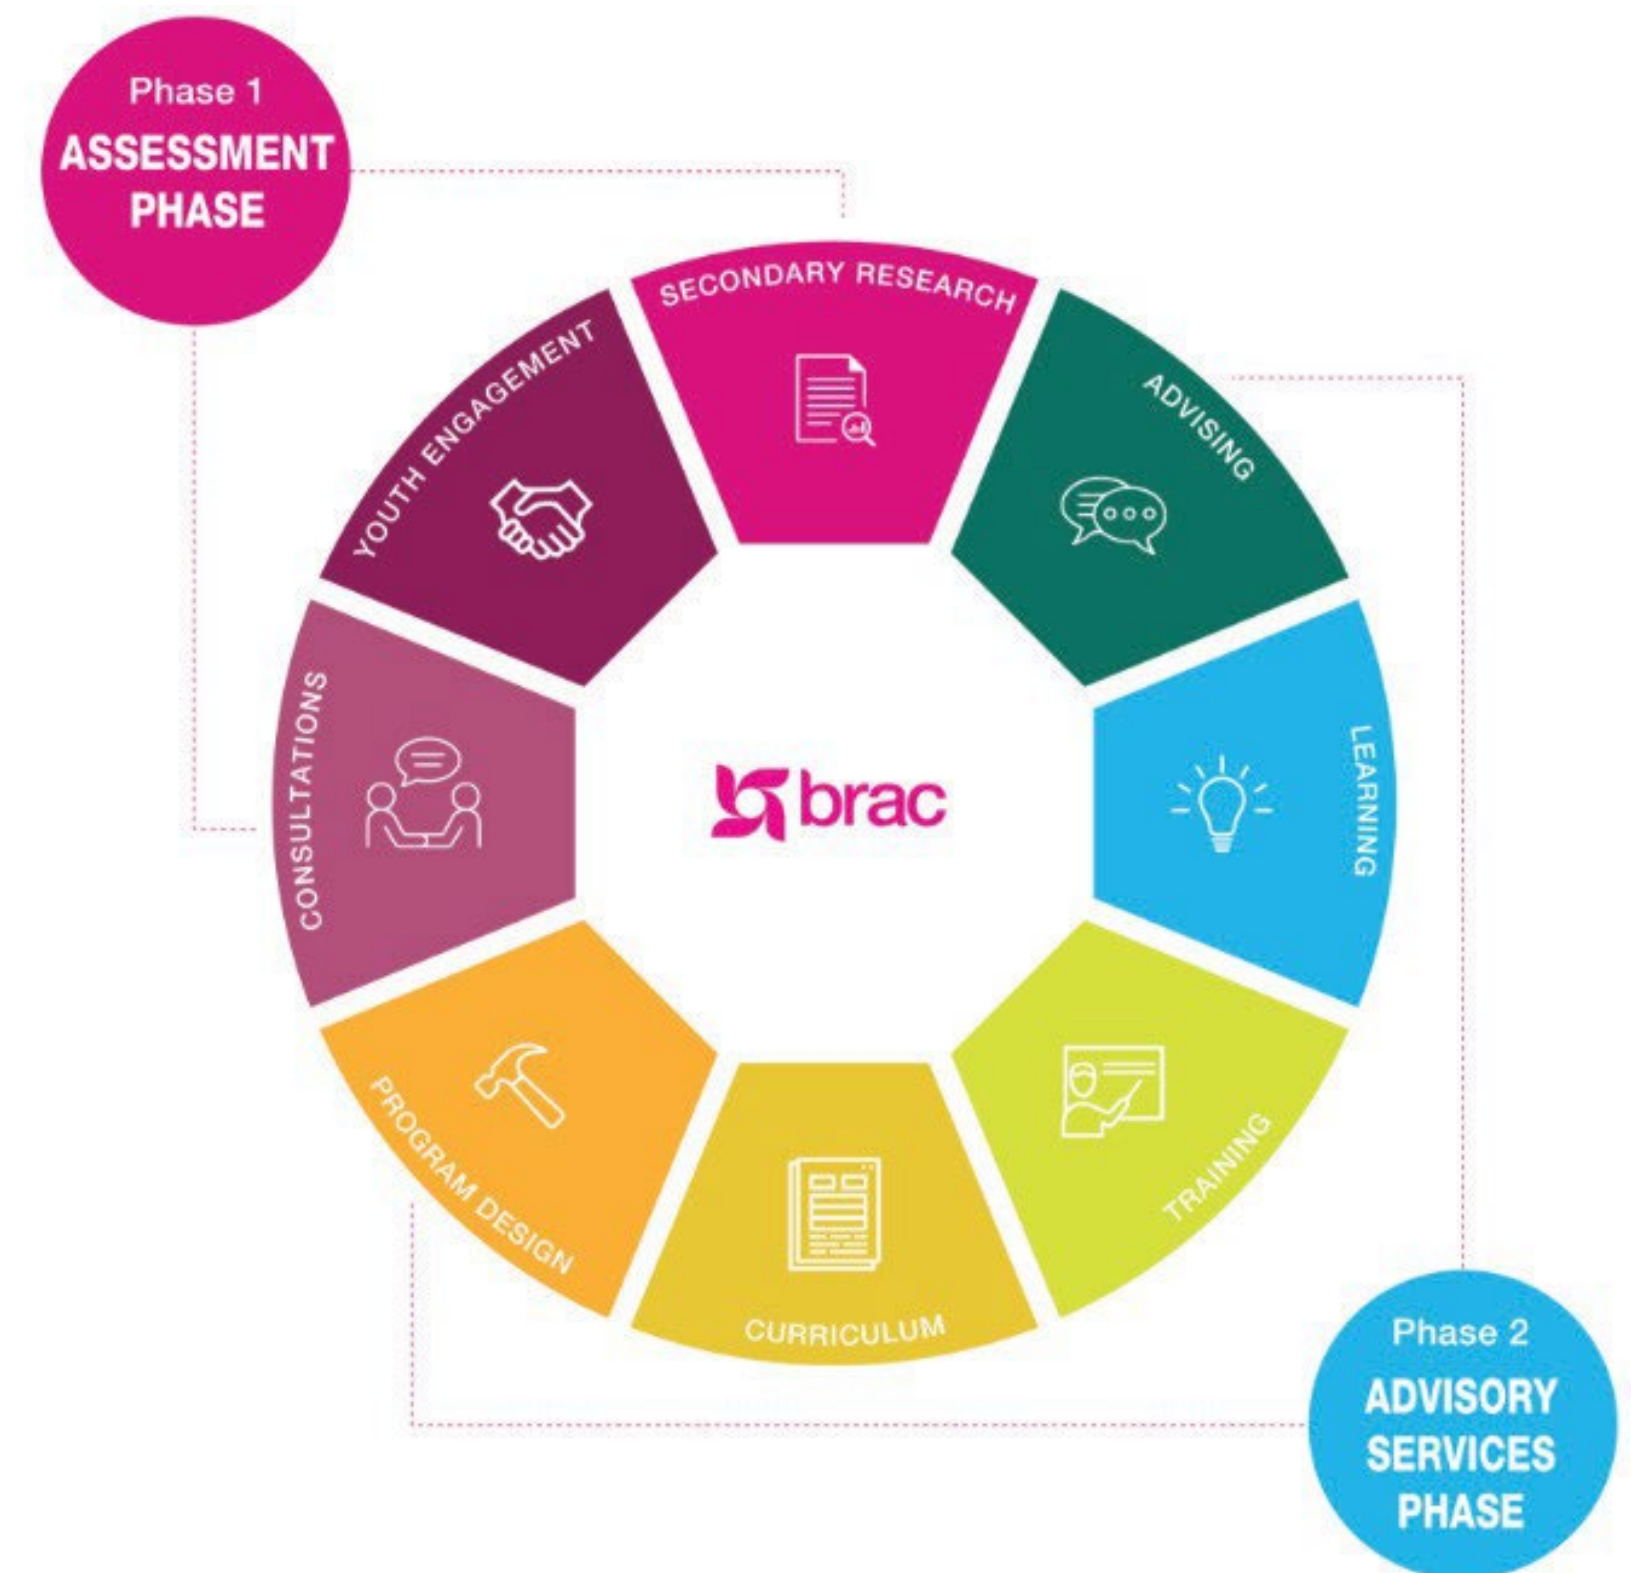 Phase 1
ASSESSMENT
PHASE
SECONDARY RESEARCH
YOUTH ENGAGEMENT
ADVISING
CONSULTATIONS
brac
LEARNING
PROGRAM DESIGN
TRAINING
CURRICULUM
Phase 2
ADVISORY
SERVICES
PHASE